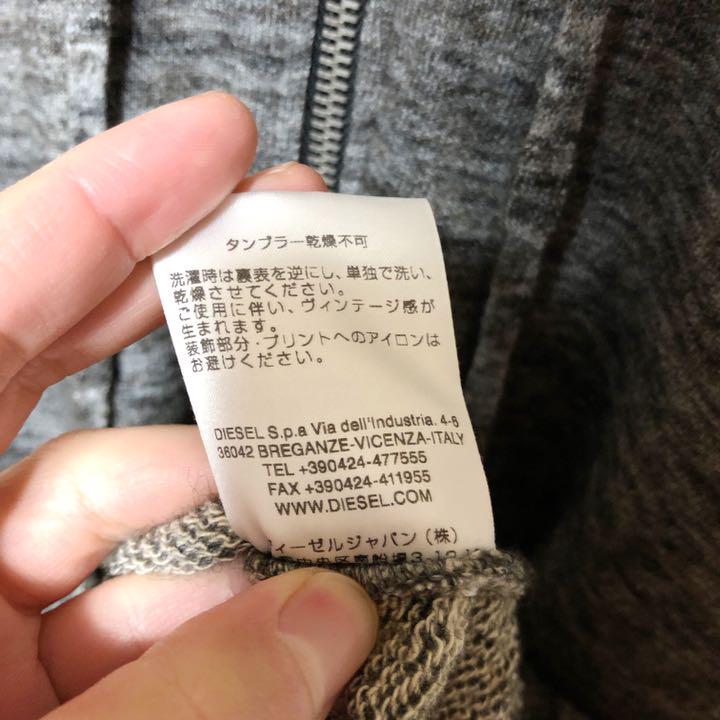 タンブラー乾燥不可
洗濯時は裏表を逆にし、単独で洗い、
乾燥させてください。
ご使用に伴い、ヴィンテージ感が
生まれます。
装飾部分・プリントへのアイロンは
お避けください。
DIESEL S.p.a Via dell'Industria. 4-6
36042 BREGANZE-VICENZA-ITALY
TEL +390424-477555
FAX +390424-411955
WWW.DIESEL.COM
ィーゼルジャパン(株)